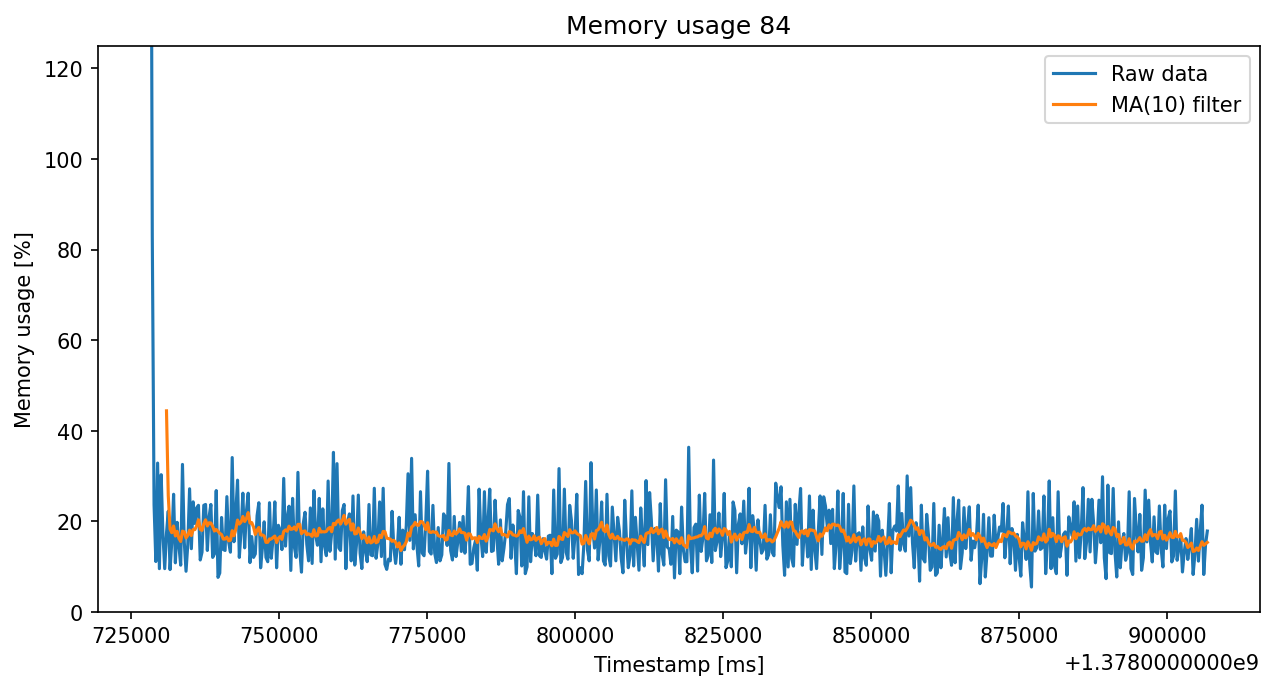 Memory usage 84
Raw data
MA(10) filter
Memory usage [%]
120
100
80
60
40
20
0
725000 750000 775000 800000 825000 850000 875000 900000
Timestamp [ms]
+1.3780000000e9